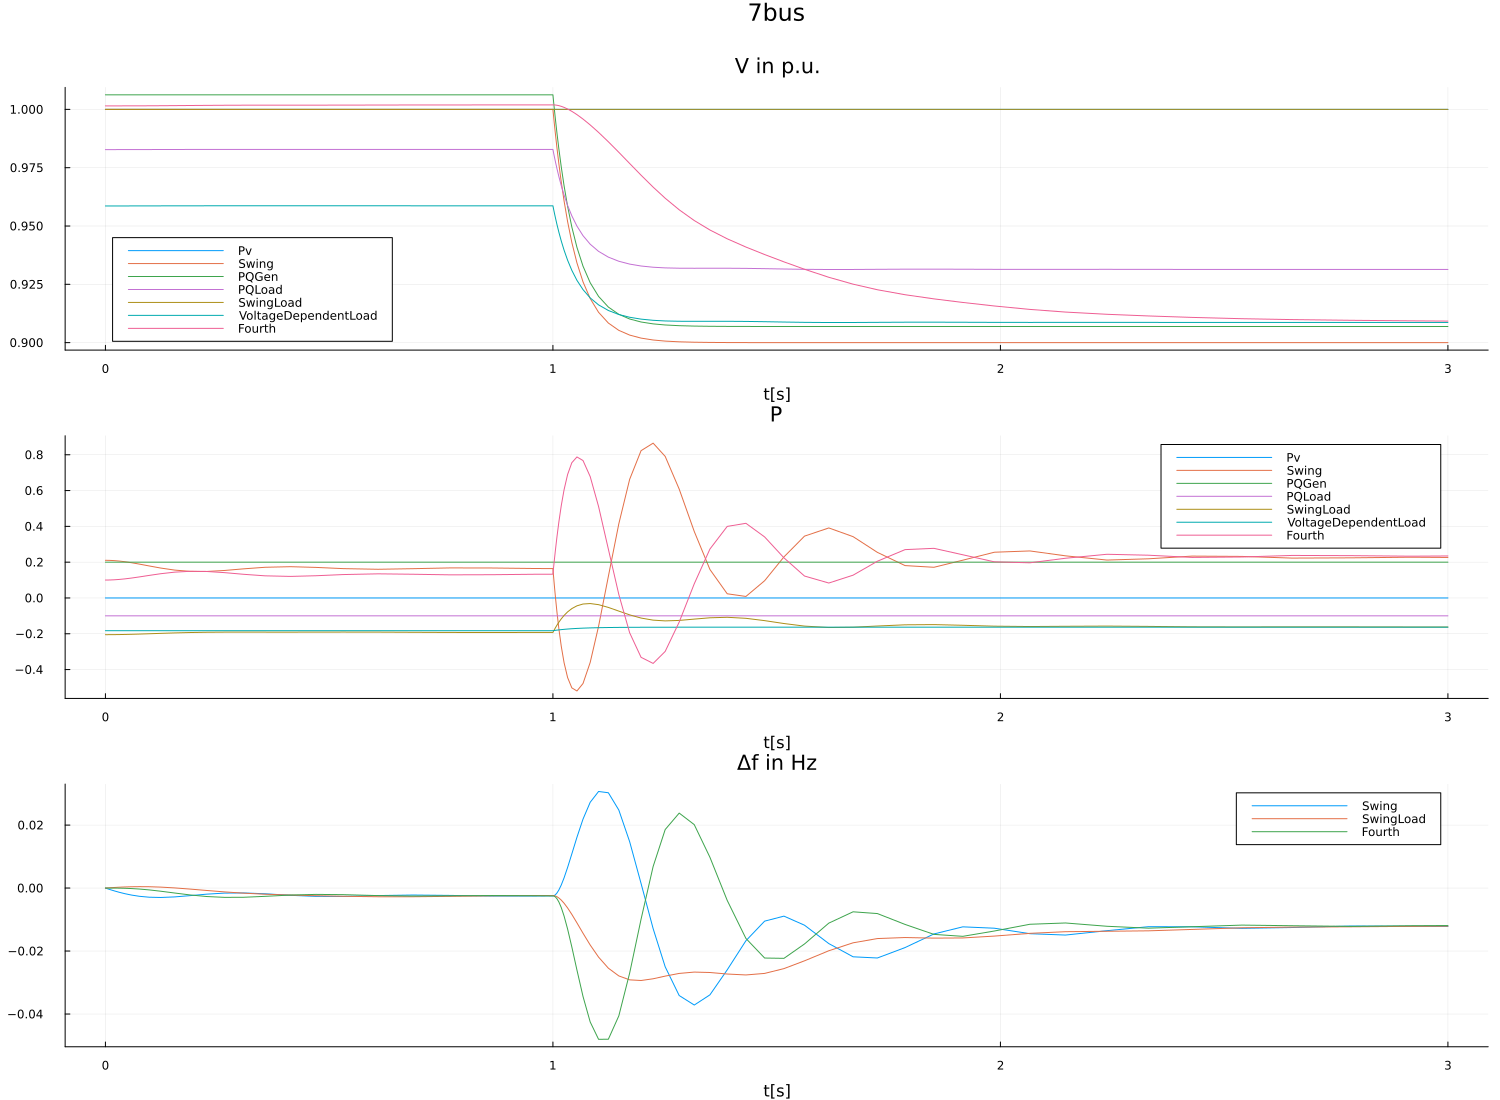 7bus
V in p.u.
1.000
0.975
0.950
0.925
0.900
Pv
Swing
PQGen
PQLoad
SwingLoad
VoltageDependentLoad
Fourth
0 1 2 3
t[s]
P
0.8
0.6
0.4
0.2
0.0
−0.2
−0.4
Pv
Swing
PQGen
PQLoad
SwingLoad
VoltageDependentLoad
Fourth
0 1 2 3
t[s]
Δf in Hz
0.02
0.00
−0.02
−0.04
Swing
SwingLoad
Fourth
0 1 2 3
t[s]